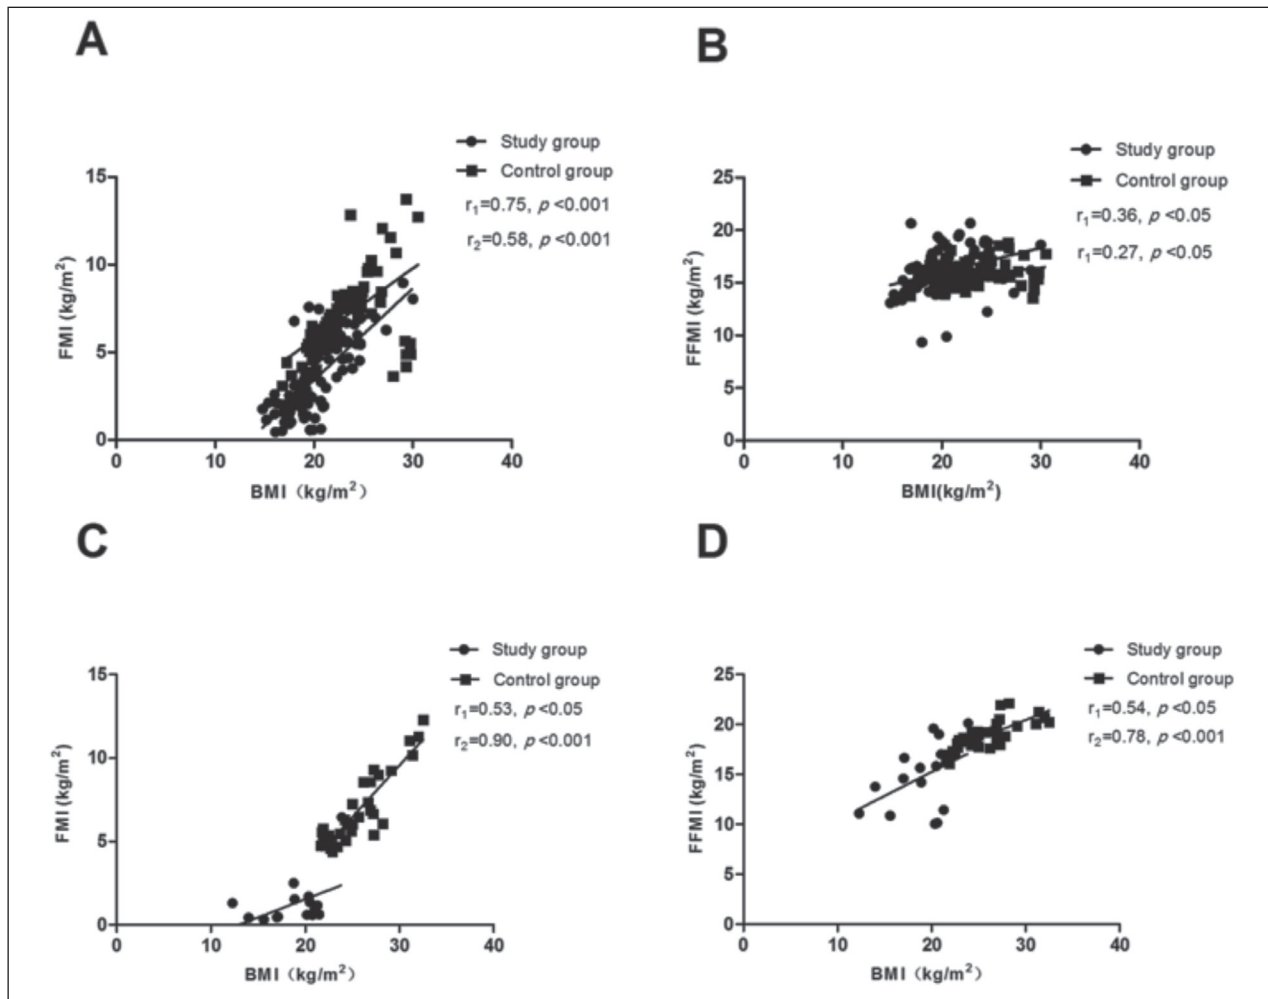 A
Study group
Control group
r₁=0.75, p <0.001
r₂=0.58, p <0.001
15
10
5
0
FMI (kg/m²)
0 10 20 30 40
BMI（kg/m²）
B
Study group
Control group
r₁=0.36, p <0.05
r₁=0.27, p <0.05
25
20
15
10
5
0
FFMI (kg/m²)
0 10 20 30 40
BMI(kg/m²)
C
Study group
Control group
r₁=0.53, p <0.05
r₂=0.90, p <0.001
15
10
5
0
FMI (kg/m²)
0 10 20 30 40
BMI（kg/m²）
D
Study group
Control group
r₁=0.54, p <0.05
r₂=0.78, p <0.001
25
20
15
10
5
0
FFMI (kg/m²)
0 10 20 30 40
BMI（kg/m²）